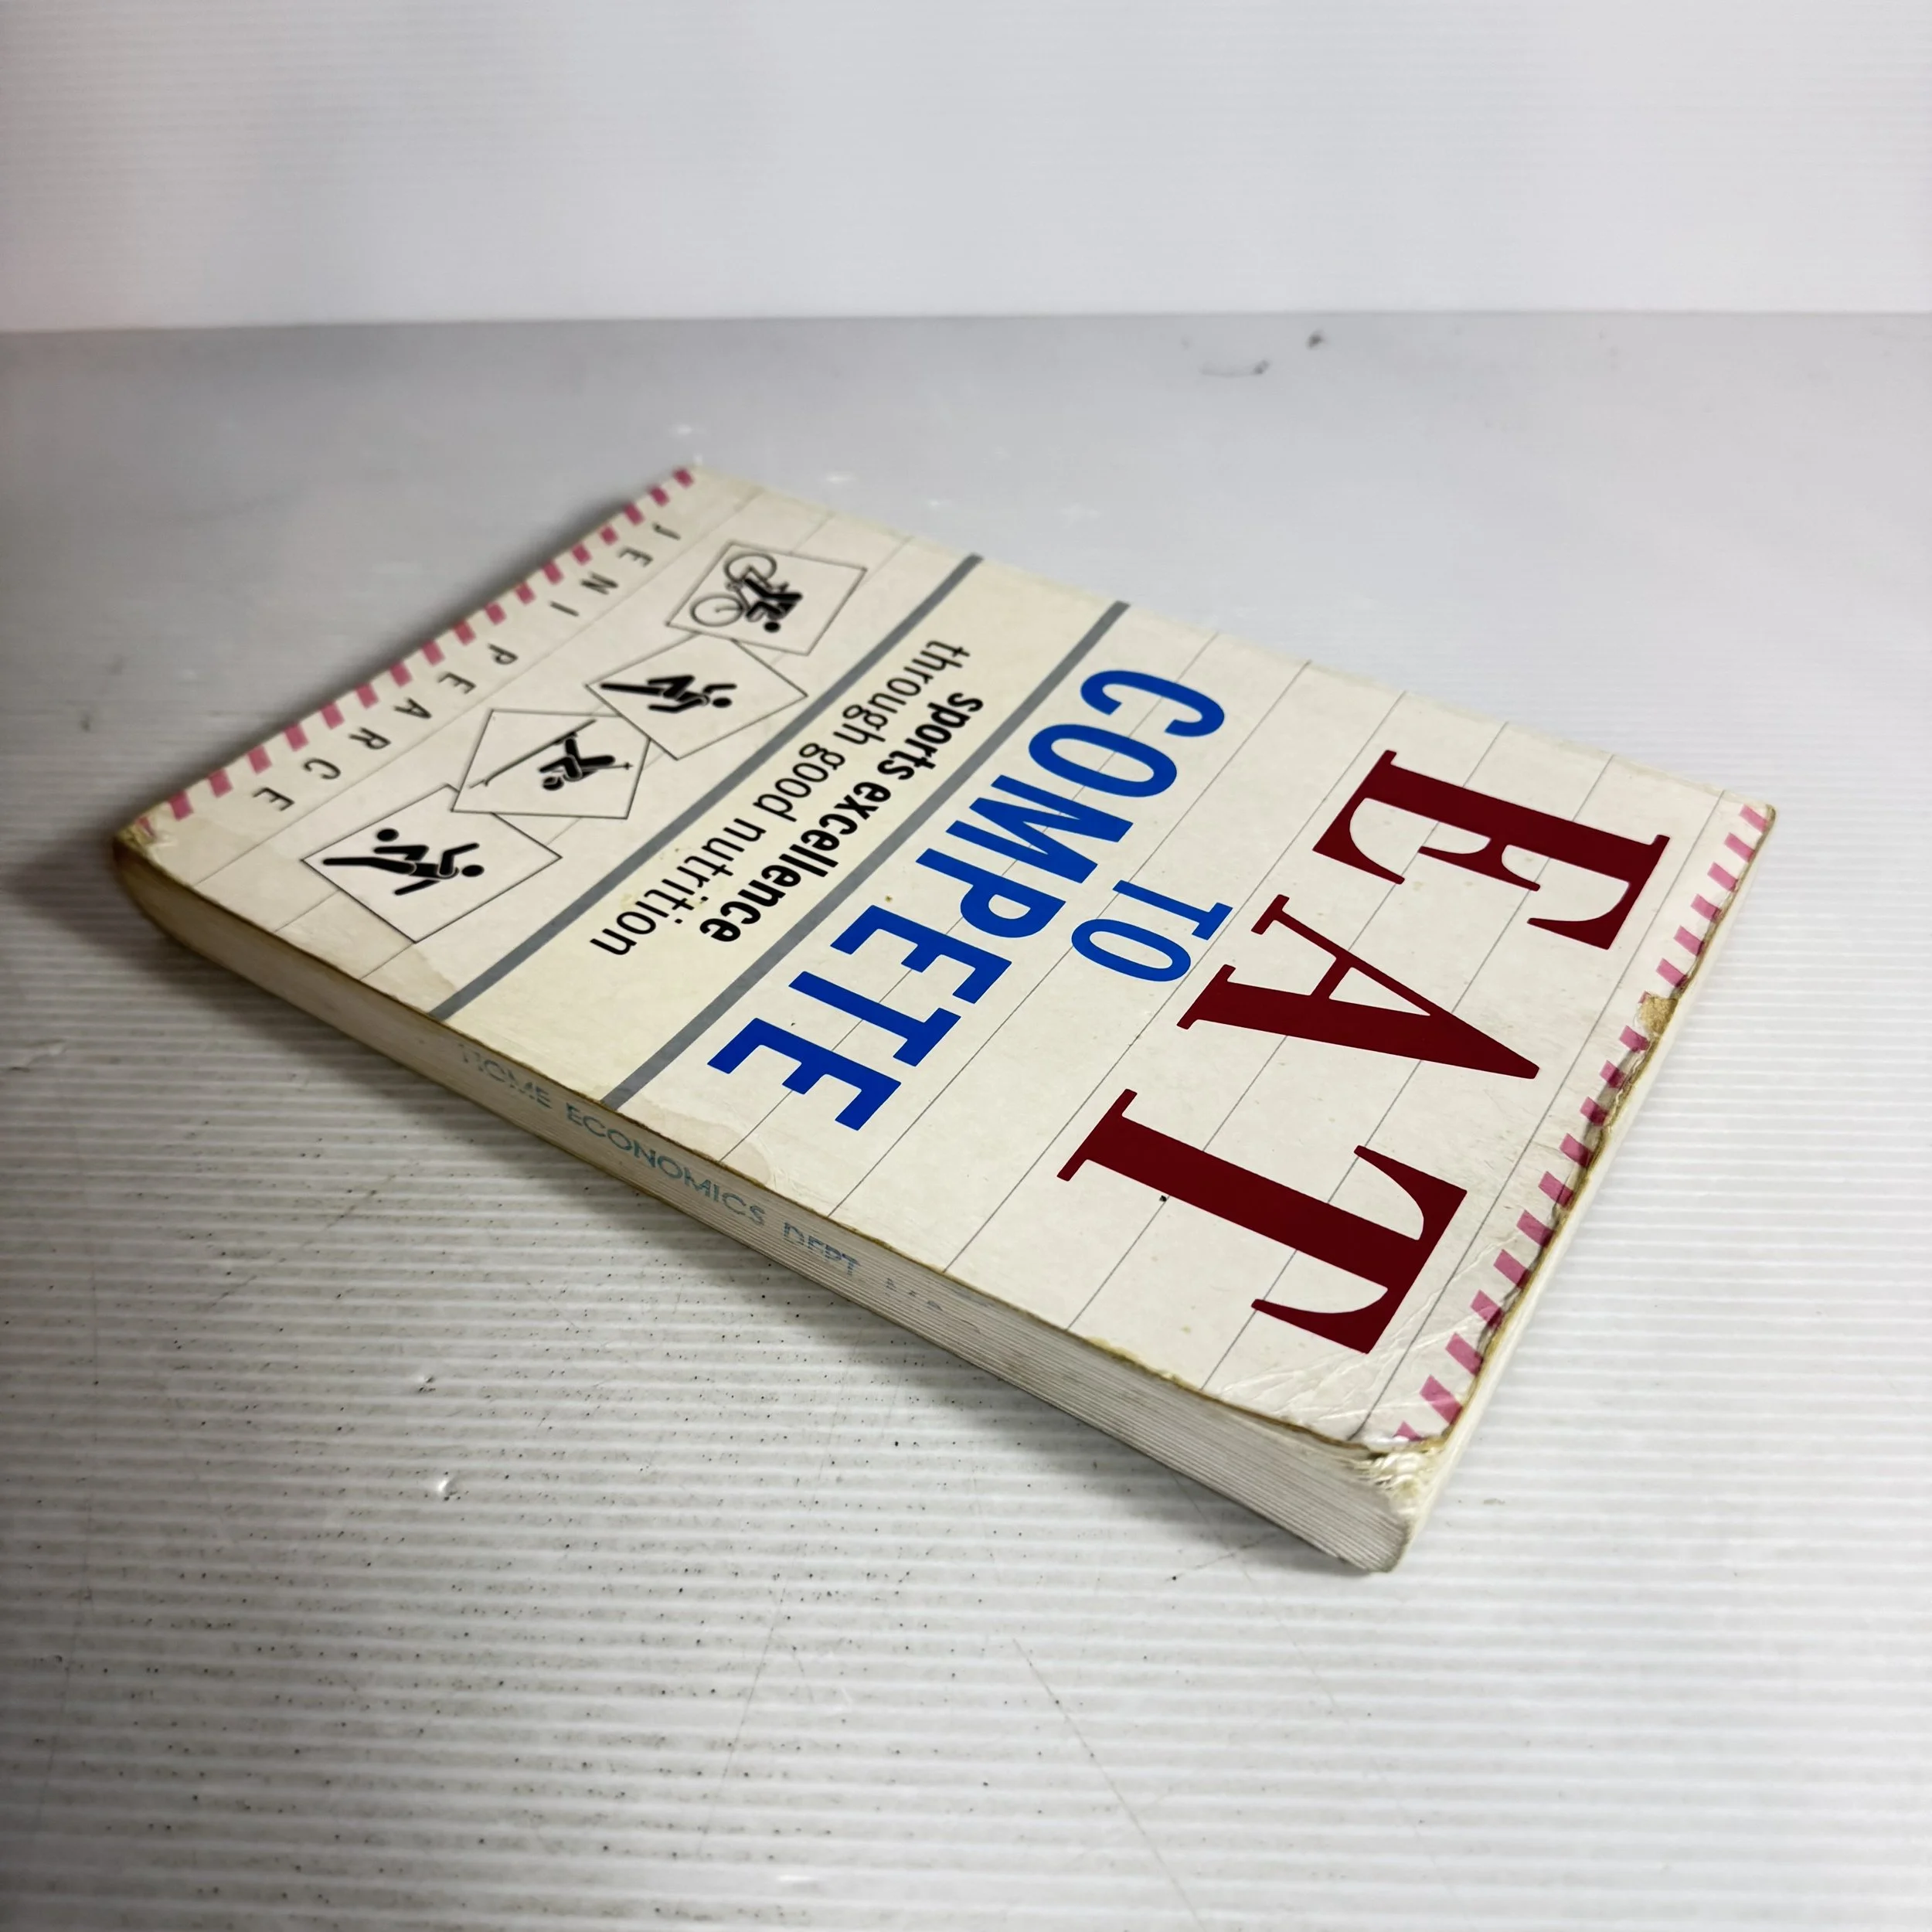 EAT
TO
COMPETE
sports excellence
through good nutrition
JENI PEARCE
HOME ECONOMICS DEPT